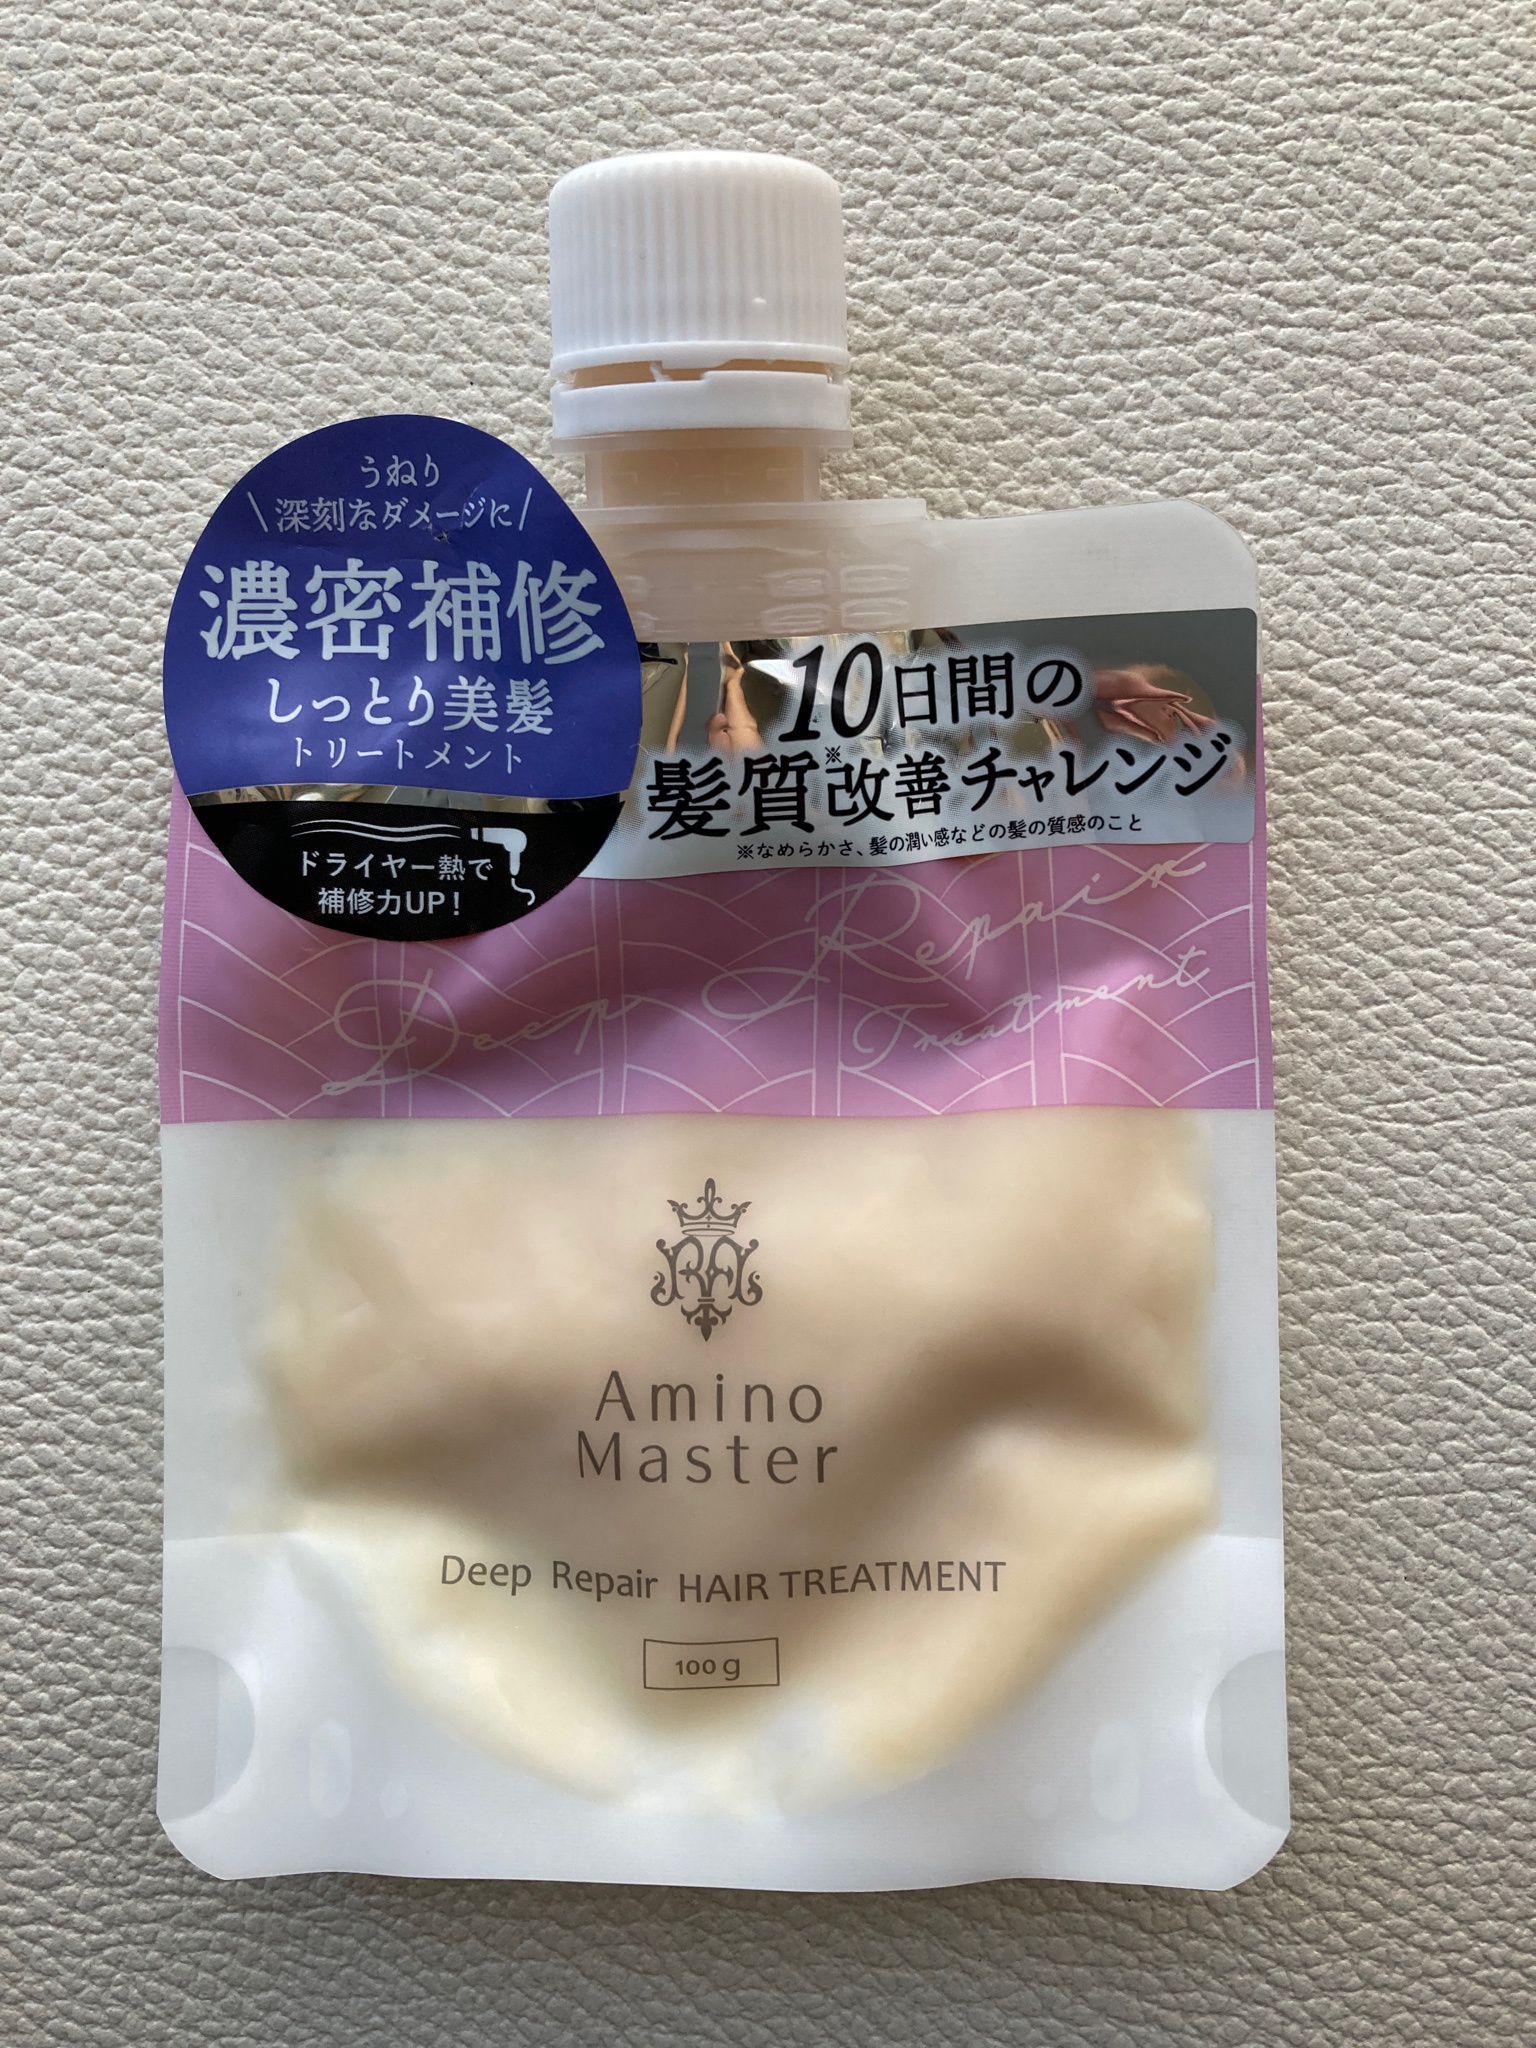 うねり
\深刻なダメージに/
濃密補修
しっとり美髪
トリートメント
ドライヤー熱で
補修力UP!
10日間の
髪質※改善チャレンジ
※なめらかさ、髪の潤い感などの髪の質感のこと
Deep Repair
Treatment
Amino
Master
Deep Repair HAIR TREATMENT
100g